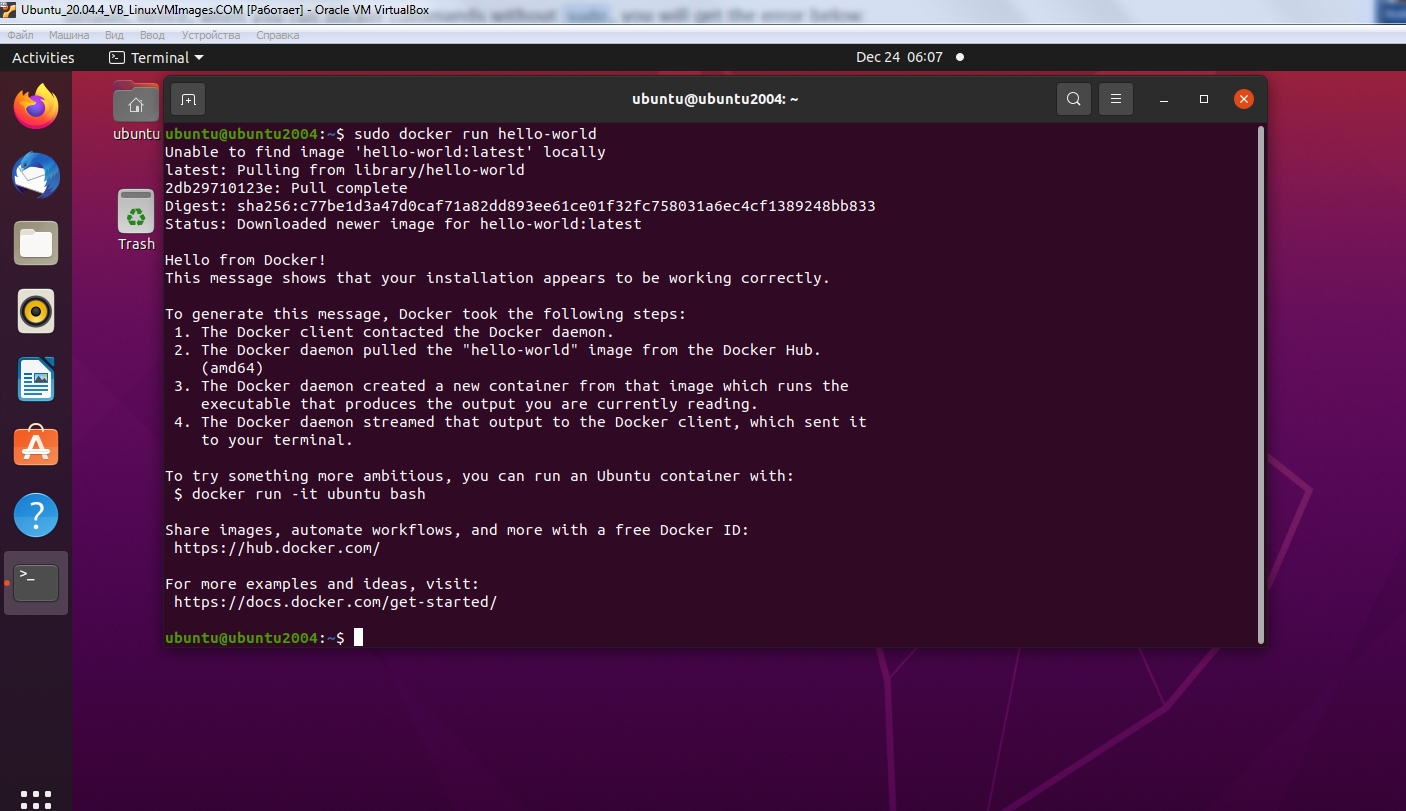 Ubuntu_20.04.4_VB_LinuxVMImages.COM [Работает] - Oracle VM VirtualBox
sudo, you will get the error below
Файл Машина Вид Ввод Устройства Справка
Activities Terminal Dec 24 06:07
ubuntu@ubuntu2004: ~
ubuntu
Trash
ubuntu@ubuntu2004:~$ sudo docker run hello-world
Unable to find image 'hello-world:latest' locally
latest: Pulling from library/hello-world
2db29710123e: Pull complete
Digest: sha256:c77be1d3a47d0caf71a82dd893ee61ce01f32fc758031a6ec4cf1389248bb833
Status: Downloaded newer image for hello-world:latest
Hello from Docker!
This message shows that your installation appears to be working correctly.
To generate this message, Docker took the following steps:
1. The Docker client contacted the Docker daemon.
2. The Docker daemon pulled the "hello-world" image from the Docker Hub.
(amd64)
3. The Docker daemon created a new container from that image which runs the
executable that produces the output you are currently reading.
4. The Docker daemon streamed that output to the Docker client, which sent it
to your terminal.
To try something more ambitious, you can run an Ubuntu container with:
$ docker run -it ubuntu bash
Share images, automate workflows, and more with a free Docker ID:
https://hub.docker.com/
For more examples and ideas, visit:
https://docs.docker.com/get-started/
ubuntu@ubuntu2004:~$